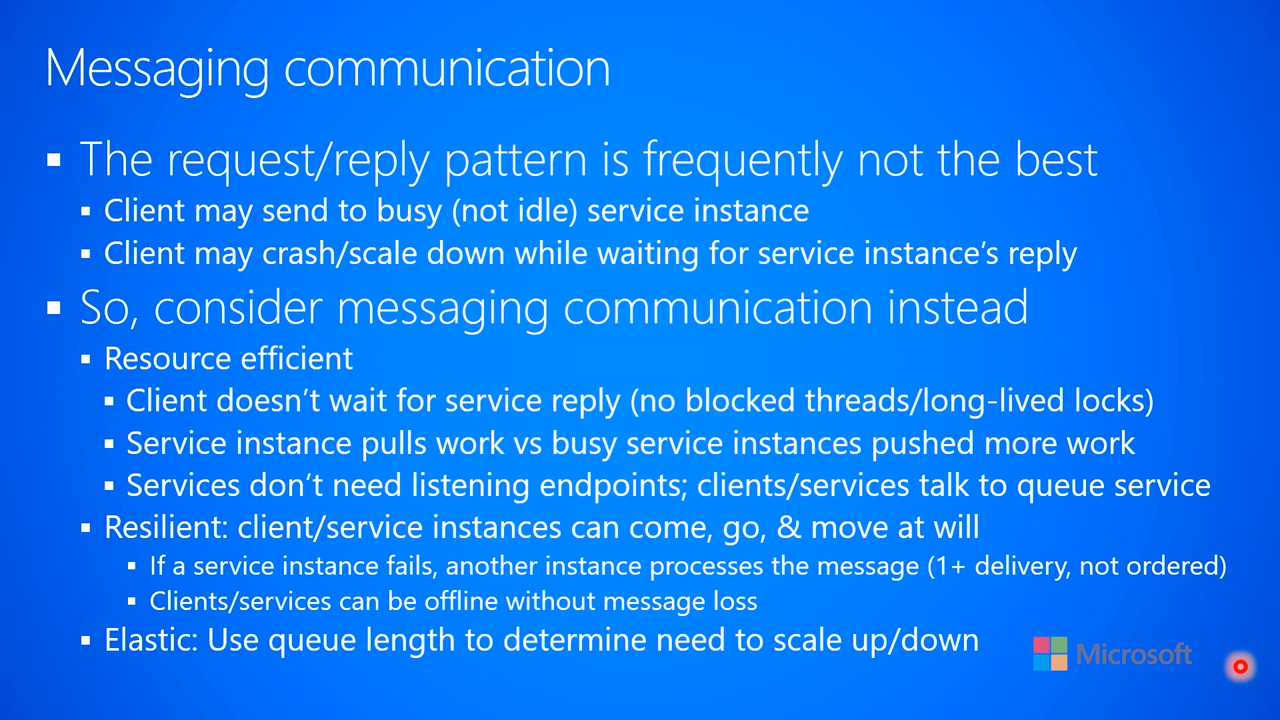 Messaging communication
▪ The request/reply pattern is frequently not the best
▪ Client may send to busy (not idle) service instance
▪ Client may crash/scale down while waiting for service instance’s reply
▪ So, consider messaging communication instead
▪ Resource efficient
▪ Client doesn’t wait for service reply (no blocked threads/long-lived locks)
▪ Service instance pulls work vs busy service instances pushed more work
▪ Services don’t need listening endpoints; clients/services talk to queue service
▪ Resilient: client/service instances can come, go, & move at will
▪ If a service instance fails, another instance processes the message (1+ delivery, not ordered)
▪ Clients/services can be offline without message loss
▪ Elastic: Use queue length to determine need to scale up/down
Microsoft